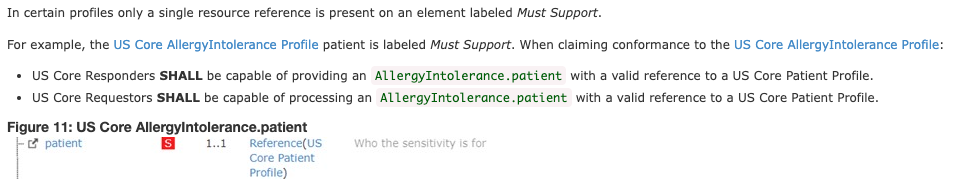 In certain profiles only a single resource reference is present on an element labeled Must Support.
For example, the US Core AllergyIntolerance Profile patient is labeled Must Support. When claiming conformance to the US Core AllergyIntolerance Profile:
• US Core Responders SHALL be capable of providing an AllergyIntolerance.patient with a valid reference to a US Core Patient Profile.
• US Core Requestors SHALL be capable of processing an AllergyIntolerance.patient with a valid reference to a US Core Patient Profile.
Figure 11: US Core AllergyIntolerance.patient
patient S 1..1 Reference(US Who the sensitivity is for
Core Patient
Profile)